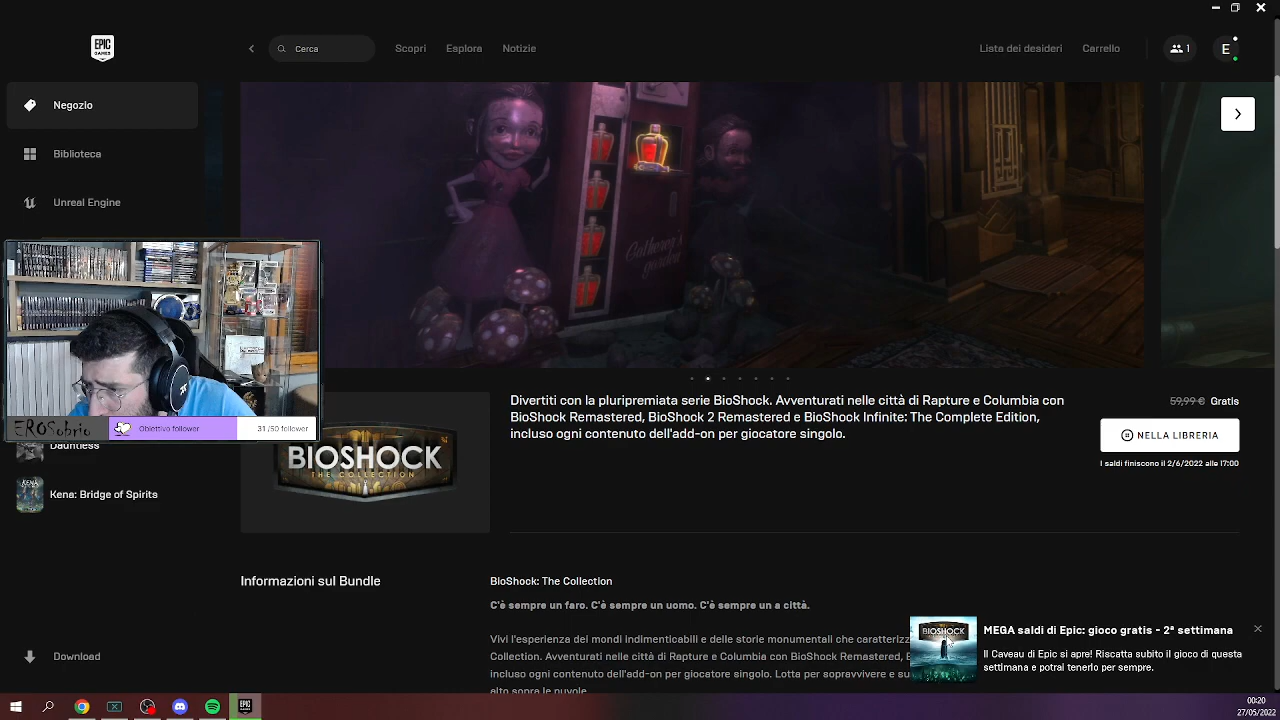 EPIC
GAMES
Cerca
Scopri
Esplora
Notizie
Lista dei desideri
Carrello
1
E
Negozio
Biblioteca
Unreal Engine
Gatherer's
garden
EROSobrio
Obiettivo follower
31 /50 follower
Dauntless
Kena: Bridge of Spirits
Download
BIOSHOCK
THE COLLECTION
Divertiti con la pluripremiata serie BioShock. Avventurati nelle città di Rapture e Columbia con
BioShock Remastered, BioShock 2 Remastered e BioShock Infinite: The Complete Edition,
incluso ogni contenuto dell'add-on per giocatore singolo.
59,99 € Gratis
NELLA LIBRERIA
I saldi finiscono il 2/6/2022 alle 17:00
Informazioni sul Bundle
BioShock: The Collection
C'è sempre un faro. C'è sempre un uomo. C'è sempre un a città.
Vivi l'esperienza dei mondi indimenticabili e delle storie monumentali che caratterizz
Collection. Avventurati nelle città di Rapture e Columbia con BioShock Remastered, B
incluso ogni contenuto dell'add-on per giocatore singolo. Lotta per sopravvivere e su
alto sopra le nuvole.
BIOSHOCK
MEGA saldi di Epic: gioco gratis - 2ª settimana
Il Caveau di Epic si apre! Riscatta subito il gioco di questa
settimana e potrai tenerlo per sempre.
EPIC
00:20
27/05/2022